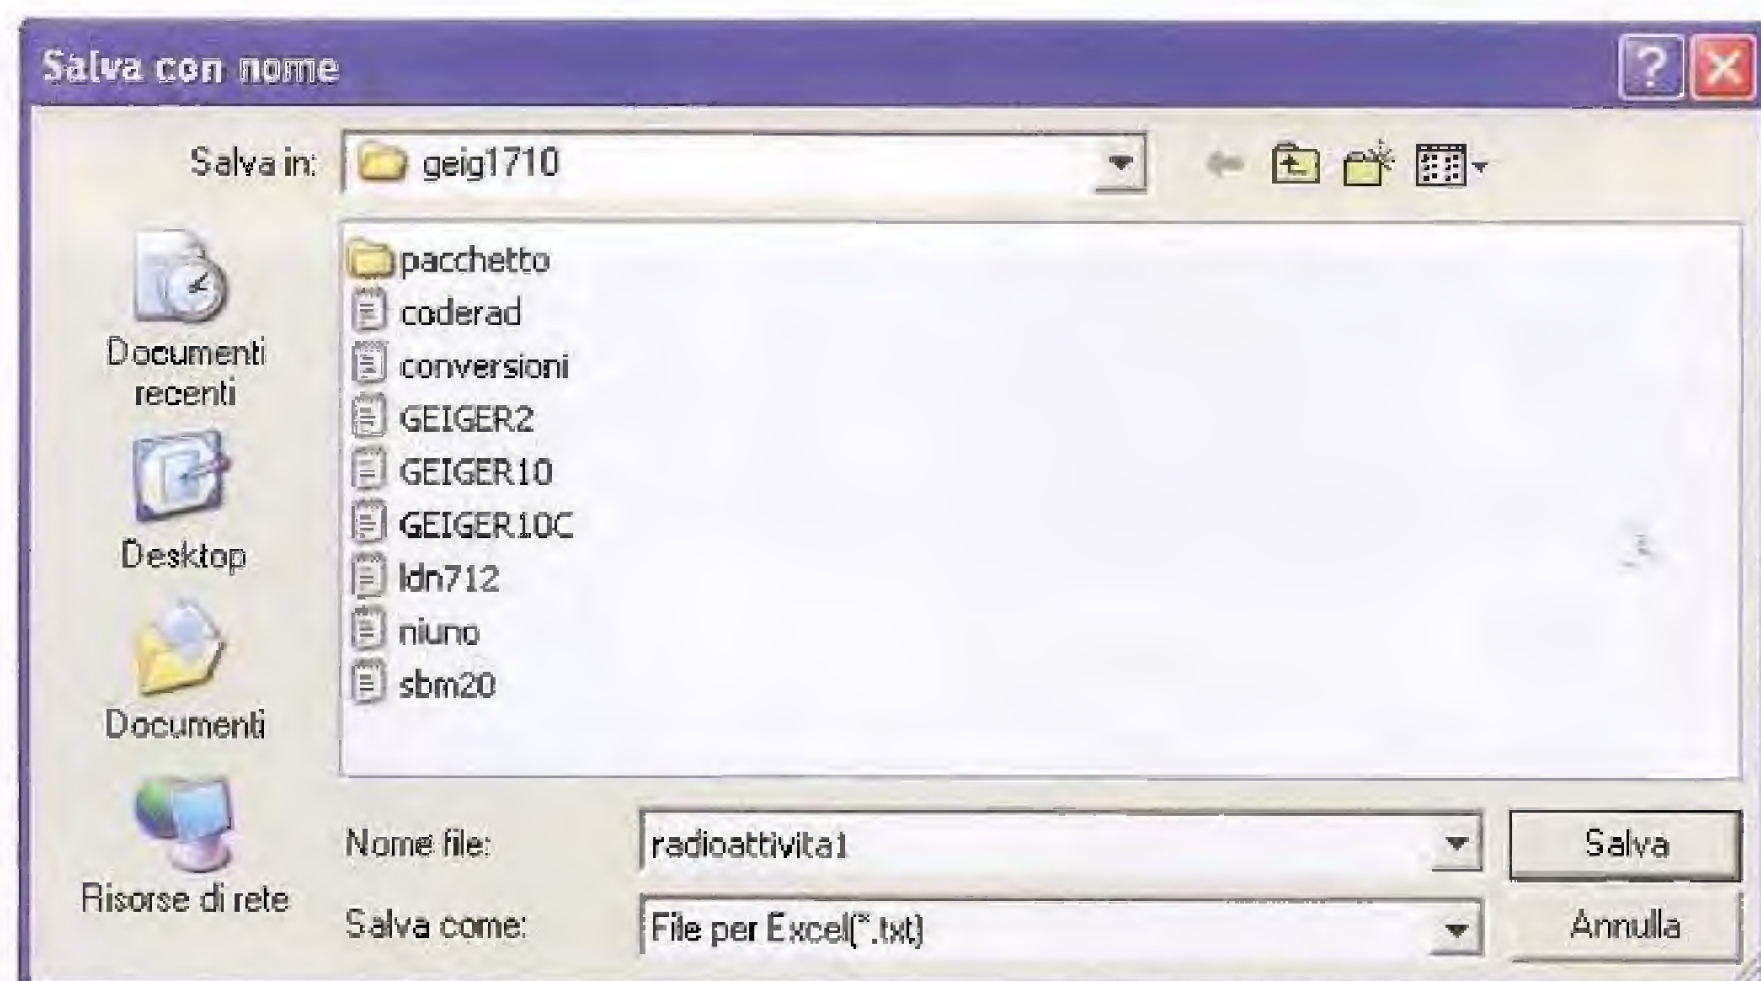 Salva con nome
Salva in: geig1710
pacchetto
coderad
conversioni
GEIGER2
GEIGER10
GEIGER10C
ldn712
niuno
sbm20
Documenti
recenti
Desktop
Documenti
Risorse di rete
Nome file: radioattivita1 Salva
Salva come: File per Excel(*.txt) Annulla